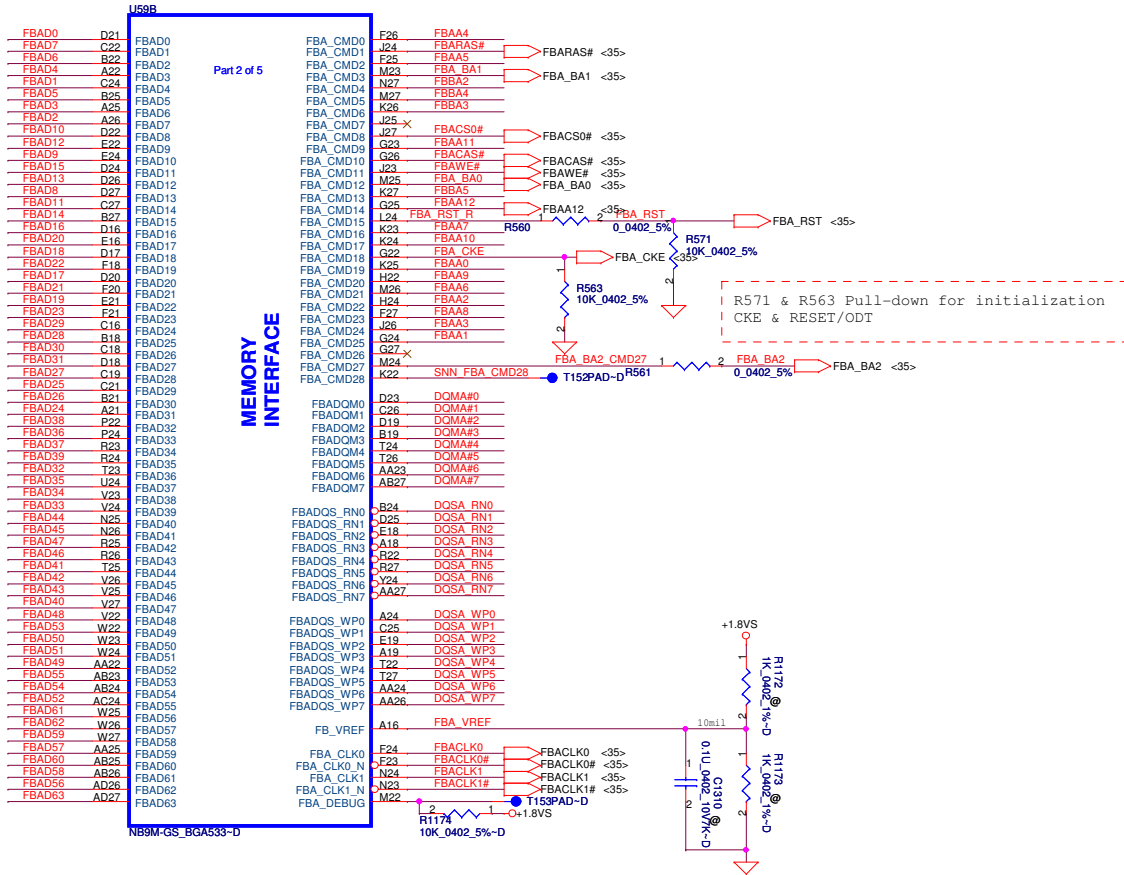 U59B
FBAD0 D21 FBAD0 FBA_CMD0 F26 FBAA4
FBAD7 C22 FBAD1 FBA_CMD1 J24 FBARAS# FBARAS# <35>
FBAD6 B22 FBAD2 FBA_CMD2 F25 FBAA5
FBAD4 A22 FBAD3 Part 2 of 5 FBA_CMD3 M23 FBA_BA1 FBA_BA1 <35>
FBAD1 C24 FBAD4 FBA_CMD4 N27 FBBA2
FBAD5 B25 FBAD5 FBA_CMD5 M27 FBBA4
FBAD3 A25 FBAD6 FBA_CMD6 K26 FBBA3
FBAD2 A26 FBAD7 FBA_CMD7 J25
FBAD10 D22 FBAD8 FBA_CMD8 J27 FBACS0# FBACS0# <35>
FBAD12 E22 FBAD9 FBA_CMD9 G23 FBAA11
FBAD9 E24 FBAD10 FBA_CMD10 G26 FBACAS# FBACAS# <35>
FBAD15 D24 FBAD11 FBA_CMD11 J23 FBAWE# FBAWE# <35>
FBAD13 D26 FBAD12 FBA_CMD12 M25 FBA_BA0 FBA_BA0 <35>
FBAD8 D27 FBAD13 FBA_CMD13 K27 FBBA5
FBAD11 C27 FBAD14 FBA_CMD14 G25 FBAA12 FBAA12 <35>
FBAD14 B27 FBAD15 FBA_CMD15 L24 FBA_RST_R R560 1 2 0_0402_5% FBA_RST FBA_RST <35>
FBAD16 D16 FBAD16 FBA_CMD16 K23 FBAA7
FBAD20 E16 FBAD17 FBA_CMD17 K24 FBAA10
1 2 R571
10K_0402_5%
FBAD18 D17 FBAD18 FBA_CMD18 G22 FBA_CKE FBA_CKE <35>
FBAD22 F18 FBAD19 FBA_CMD19 K25 FBAA0
FBAD17 D20 FBAD20 FBA_CMD20 H22 FBAA9
FBAD21 F20 FBAD21 FBA_CMD21 M26 FBAA6
FBAD19 E21 FBAD22 FBA_CMD22 H24 FBAA2
FBAD23 F21 FBAD23 FBA_CMD23 F27 FBAA8
FBAD29 C16 FBAD24 FBA_CMD24 J26 FBAA3
FBAD28 B18 FBAD25 FBA_CMD25 G24 FBAA1
1 2 R563
10K_0402_5%
R571 & R563 Pull-down for initialization
CKE & RESET/ODT
FBAD30 C18 FBAD26 FBA_CMD26 G27
FBAD31 D18 FBAD27 FBA_CMD27 M24 FBA_BA2_CMD27 R561 1 2 0_0402_5% FBA_BA2 FBA_BA2 <35>
FBAD27 C19 FBAD28 FBA_CMD28 K22 SNN_FBA_CMD28 T152PAD~D
FBAD25 C21 FBAD29
FBAD26 B21 FBAD30 FBADQM0 D23 DQMA#0
FBAD24 A21 FBAD31 FBADQM1 C26 DQMA#1
FBAD38 P22 FBAD32 FBADQM2 D19 DQMA#2
FBAD36 P24 FBAD33 FBADQM3 B19 DQMA#3
FBAD37 R23 FBAD34 FBADQM4 T24 DQMA#4
FBAD39 R24 FBAD35 FBADQM5 T26 DQMA#5
FBAD32 T23 FBAD36 FBADQM6 AA23 DQMA#6
FBAD35 U24 FBAD37 FBADQM7 AB27 DQMA#7
MEMORY
INTERFACE
FBAD34 V23 FBAD38
FBAD33 V24 FBAD39 FBADQS_RN0 B24 DQSA_RN0
FBAD44 N25 FBAD40 FBADQS_RN1 D25 DQSA_RN1
FBAD45 N26 FBAD41 FBADQS_RN2 E18 DQSA_RN2
FBAD47 R25 FBAD42 FBADQS_RN3 A18 DQSA_RN3
FBAD46 R26 FBAD43 FBADQS_RN4 R22 DQSA_RN4
FBAD41 T25 FBAD44 FBADQS_RN5 R27 DQSA_RN5
FBAD42 V26 FBAD45 FBADQS_RN6 Y24 DQSA_RN6
FBAD43 V25 FBAD46 FBADQS_RN7 AA27 DQSA_RN7
FBAD40 V27 FBAD47
FBAD48 V22 FBAD48 FBADQS_WP0 A24 DQSA_WP0
FBAD53 W22 FBAD49 FBADQS_WP1 C25 DQSA_WP1
FBAD50 W23 FBAD50 FBADQS_WP2 E19 DQSA_WP2
FBAD51 W24 FBAD51 FBADQS_WP3 A19 DQSA_WP3
FBAD49 AA22 FBAD52 FBADQS_WP4 T22 DQSA_WP4
FBAD55 AB23 FBAD53 FBADQS_WP5 T27 DQSA_WP5
FBAD54 AB24 FBAD54 FBADQS_WP6 AA24 DQSA_WP6
FBAD52 AC24 FBAD55 FBADQS_WP7 AA26 DQSA_WP7
FBAD61 W25 FBAD56
FBAD62 W26 FBAD57 FB_VREF A16 FBA_VREF 10mil
FBAD59 W27 FBAD58
FBAD57 AA25 FBAD59 FBA_CLK0 F24 FBACLK0 FBACLK0 <35>
FBAD60 AB25 FBAD60 FBA_CLK0_N F23 FBACLK0# FBACLK0# <35>
FBAD58 AB26 FBAD61 FBA_CLK1 N24 FBACLK1 FBACLK1 <35>
FBAD56 AD26 FBAD62 FBA_CLK1_N N23 FBACLK1# FBACLK1# <35>
FBAD63 AD27 FBAD63 FBA_DEBUG M22 T153PAD~D
2 1 +1.8VS
R1174
10K_0402_5%~D
NB9M-GS_BGA533~D
+1.8VS
1 2 R1172
1K_0402_1%~D
@
1 2 R1173
1K_0402_1%~D
@
1 2 C1310
0.1U_0402_10V7K~D
@